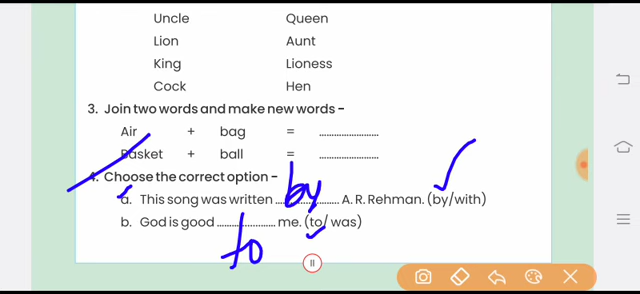 Uncle Queen
Lion Aunt
King Lioness
Cock Hen
3. Join two words and make new words -
Air + bag = ......................
Basket + ball = ......................
4. Choose the correct option -
a. This song was written by A. R. Rehman. (by/with)
b. God is good ...................... me. (to/ was)
to
11